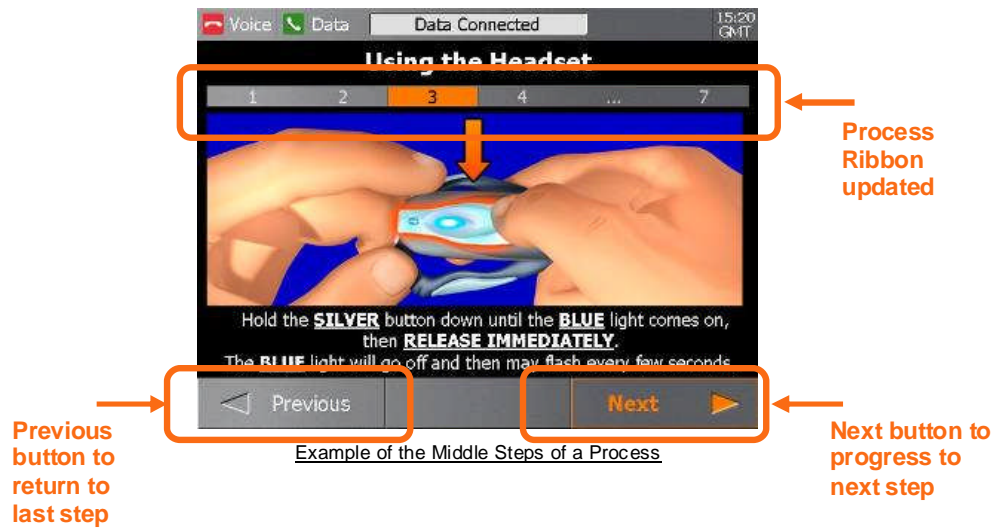 Voice Data Data Connected 15:20
GMT
Using the Headset
1 2 3 4 ... 7
Process
Ribbon
updated
Hold the SILVER button down until the BLUE light comes on,
then RELEASE IMMEDIATELY.
The BLUE light will go off and then may flash every few seconds
Previous Next
Previous
button to
return to
last step
Example of the Middle Steps of a Process
Next button to
progress to
next step